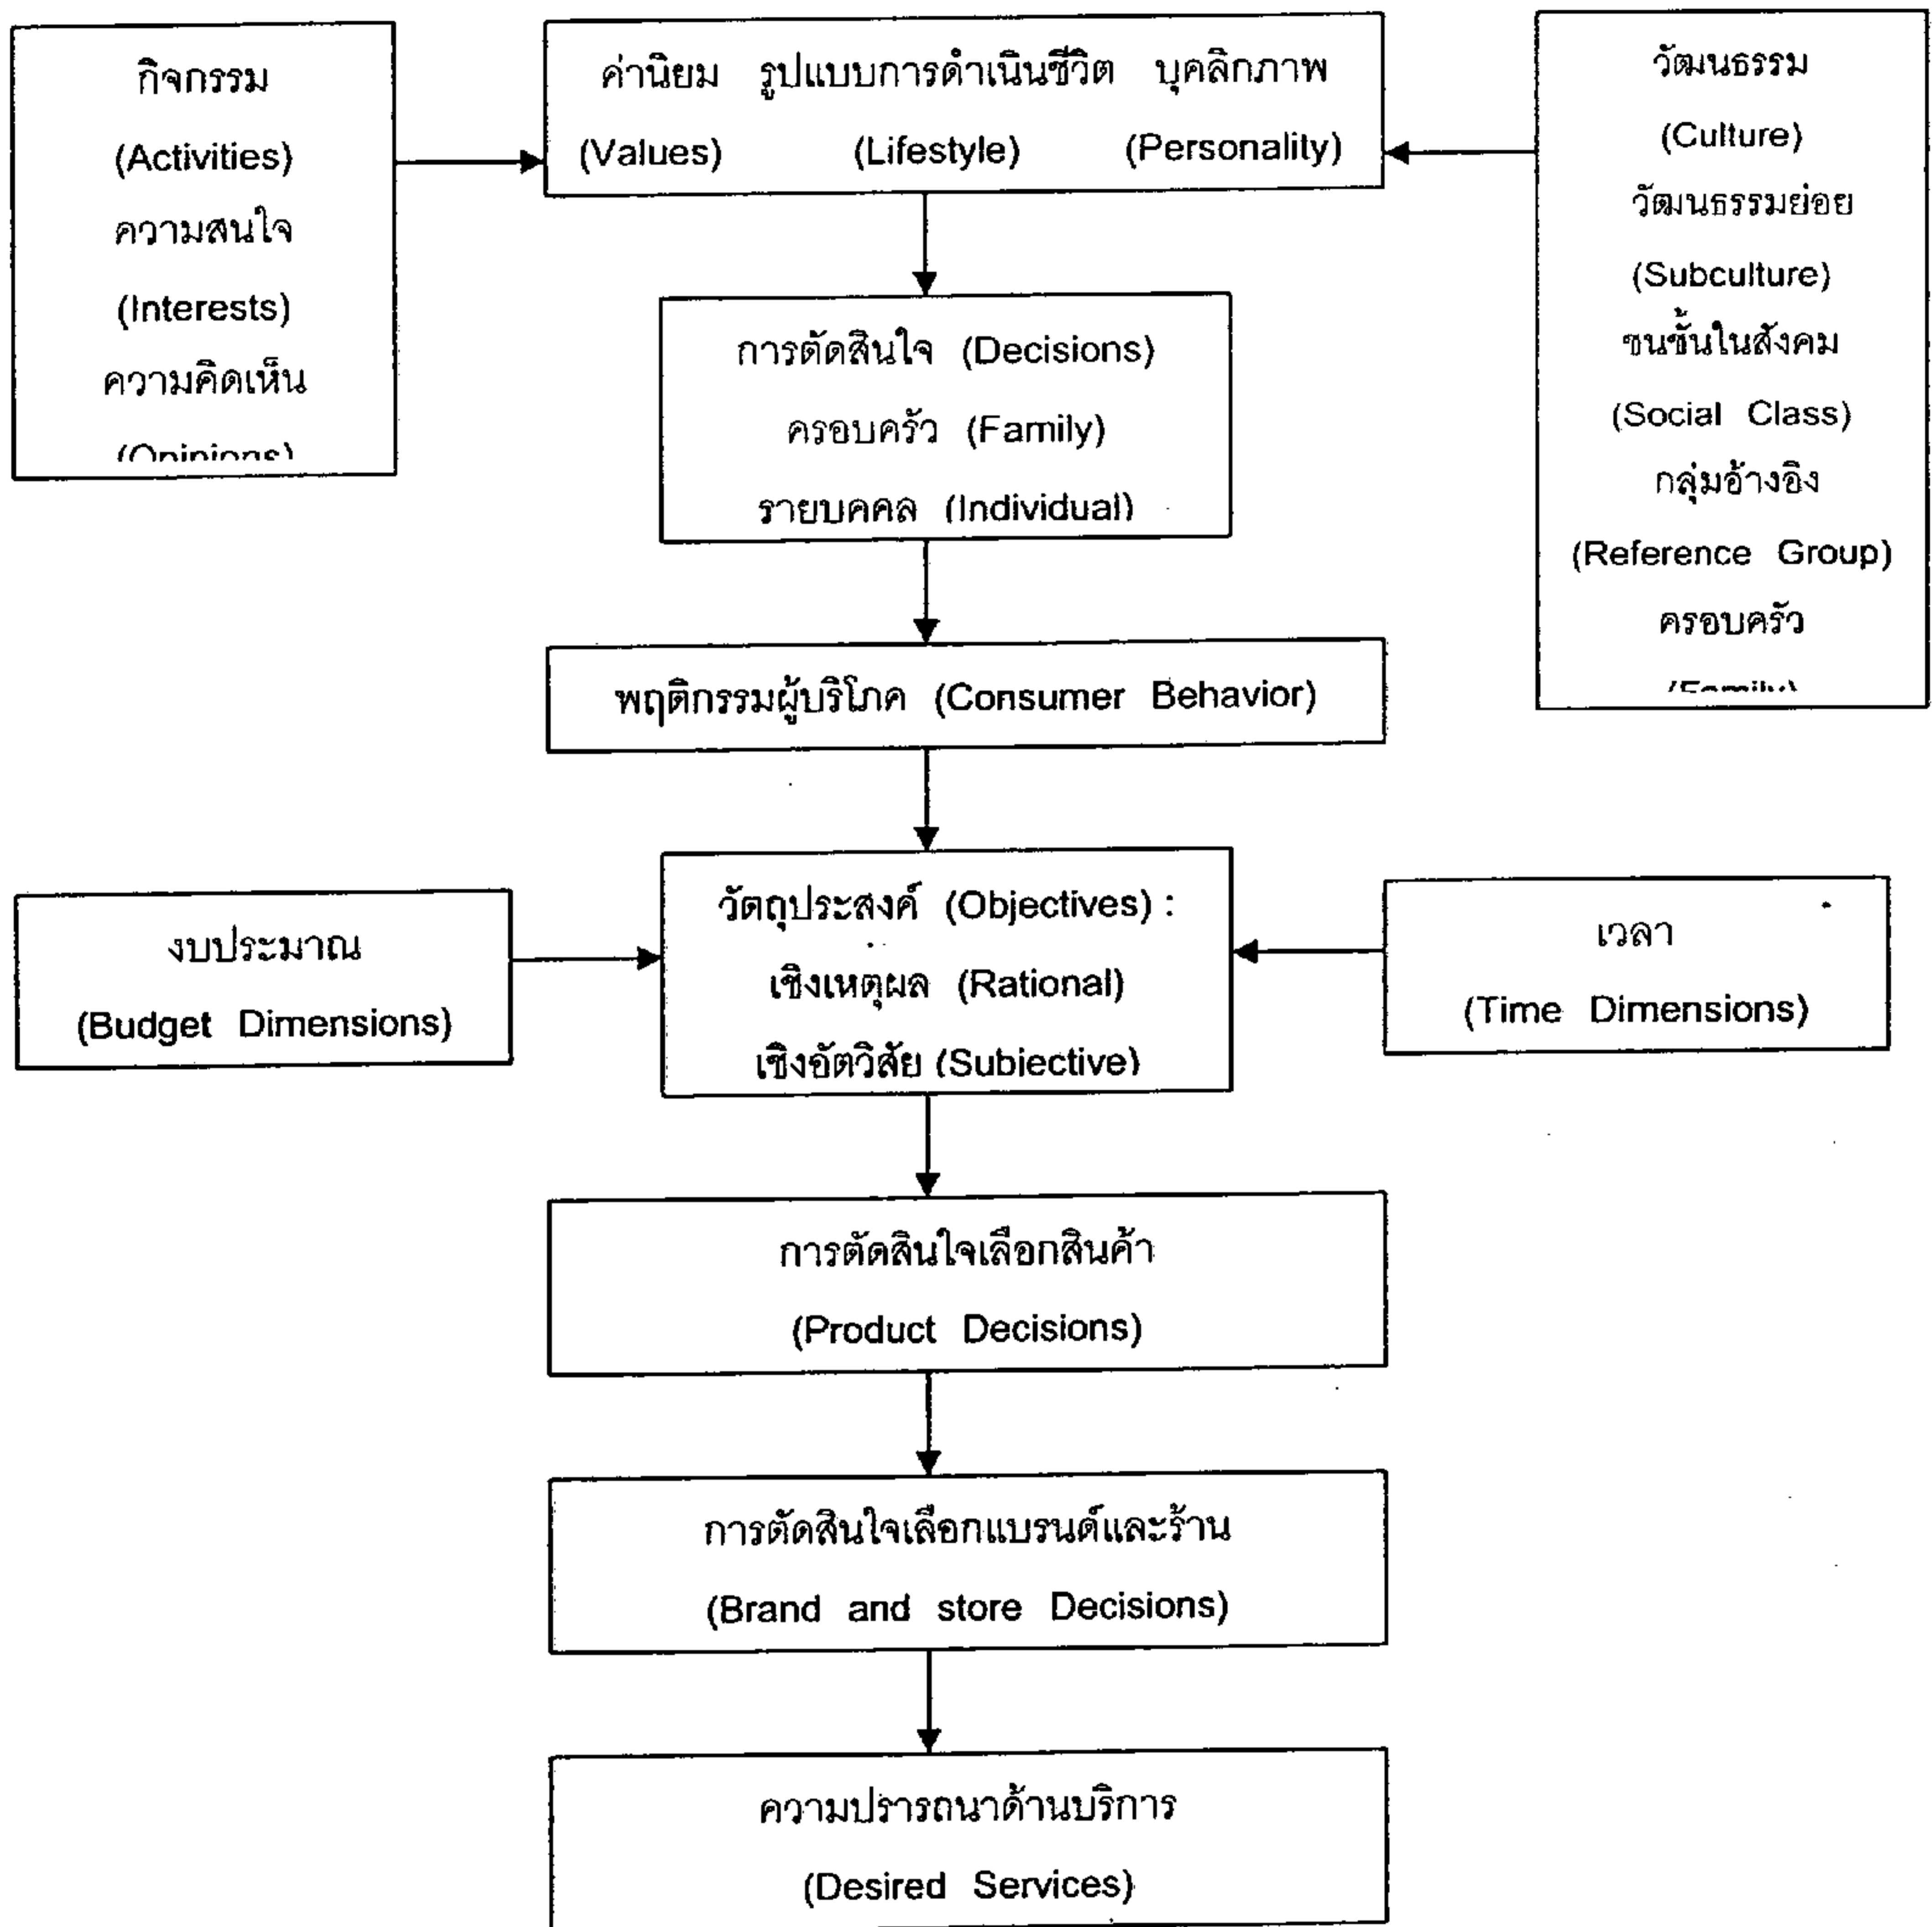 กิจกรรม
(Activities)
ความสนใจ
(Interests)
ความคิดเห็น
(Opinions)
ค่านิยม รูปแบบการดำเนินชีวิต บุคลิกภาพ
(Values) (Lifestyle) (Personality)
วัฒนธรรม
(Culture)
วัฒนธรรมย่อย
(Subculture)
ชนชั้นในสังคม
(Social Class)
กลุ่มอ้างอิง
(Reference Group)
ครอบครัว
(Family)
การตัดสินใจ (Decisions)
ครอบครัว (Family)
รายบุคคล (Individual)
พฤติกรรมผู้บริโภค (Consumer Behavior)
งบประมาณ
(Budget Dimensions)
วัตถุประสงค์ (Objectives) :
เชิงเหตุผล (Rational)
เชิงอัตวิสัย (Subjective)
เวลา
(Time Dimensions)
การตัดสินใจเลือกสินค้า
(Product Decisions)
การตัดสินใจเลือกแบรนด์และร้าน
(Brand and store Decisions)
ความปรารถนาด้านบริการ
(Desired Services)